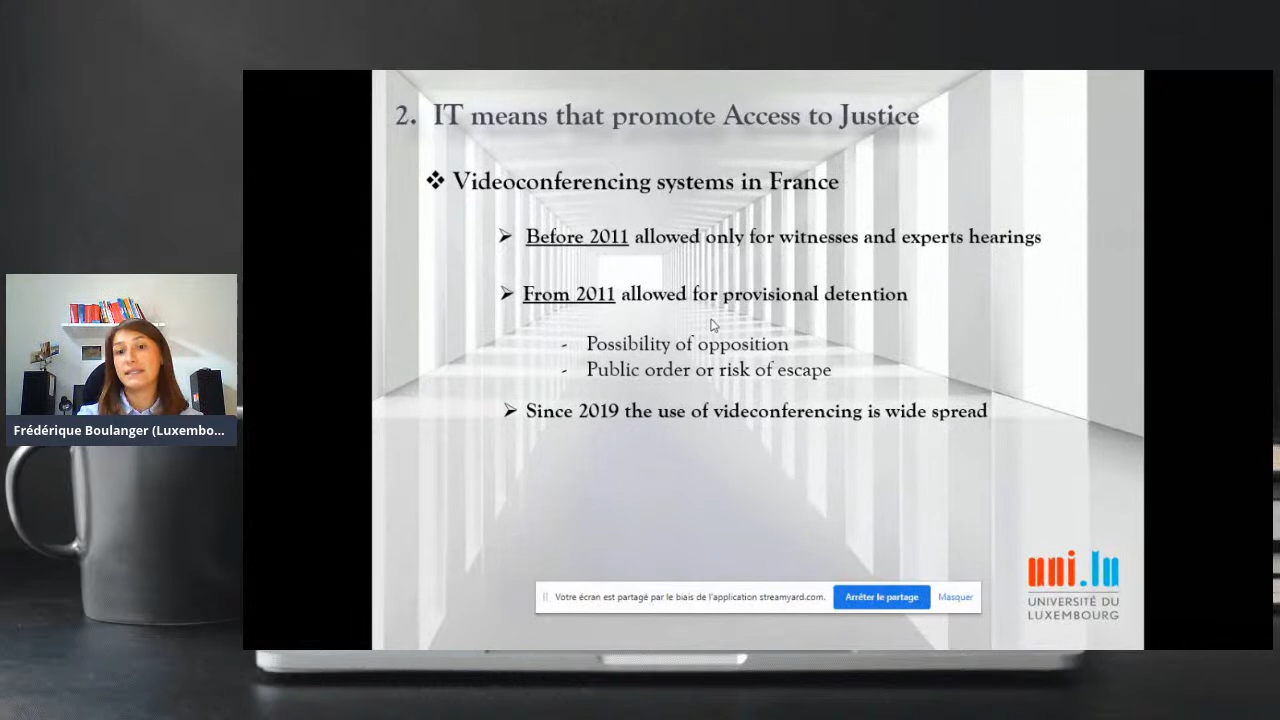 2. IT means that promote Access to Justice
❖ Videoconferencing systems in France
➢ Before 2011 allowed only for witnesses and experts hearings
➢ From 2011 allowed for provisional detention
- Possibility of opposition
- Public order or risk of escape
➢ Since 2019 the use of videconferencing is wide spread
Frédérique Boulanger (Luxembo...
Votre écran est partagé par le biais de l'application streamyard.com. Arrêter le partage Masquer
uni.lu
UNIVERSITÉ DU
LUXEMBOURG